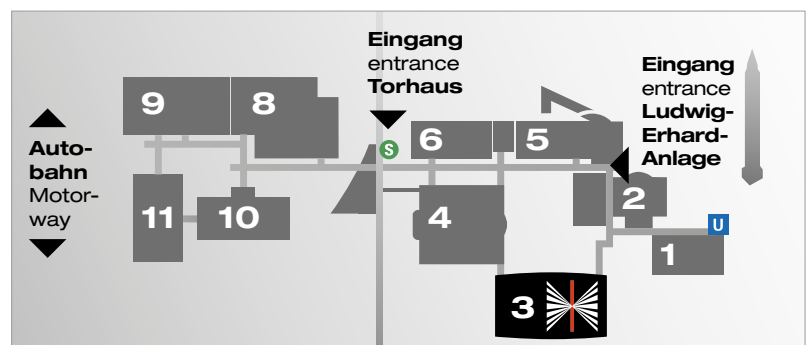 Eingang
entrance
Torhaus
Eingang
entrance
Ludwig-
Erhard-
Anlage
9
8
6
5
S
Auto-
bahn
Motor-
way
11
10
4
2
U
1
3